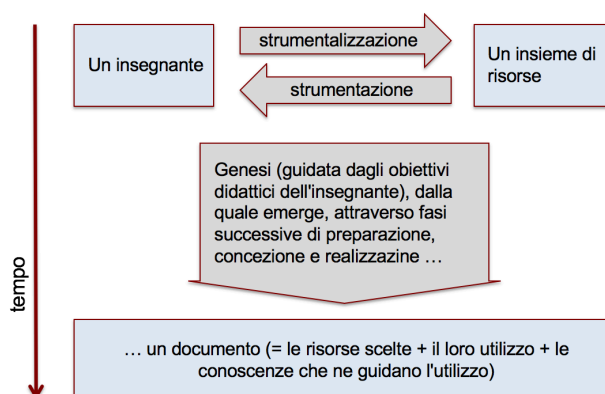 strumentalizzazione
Un insegnante
Un insieme di
risorse
strumentazione
Genesi (guidata dagli obiettivi
didattici dell'insegnante), dalla
quale emerge, attraverso fasi
successive di preparazione,
concezione e realizzazine …
tempo
… un documento (= le risorse scelte + il loro utilizzo + le
conoscenze che ne guidano l'utilizzo)